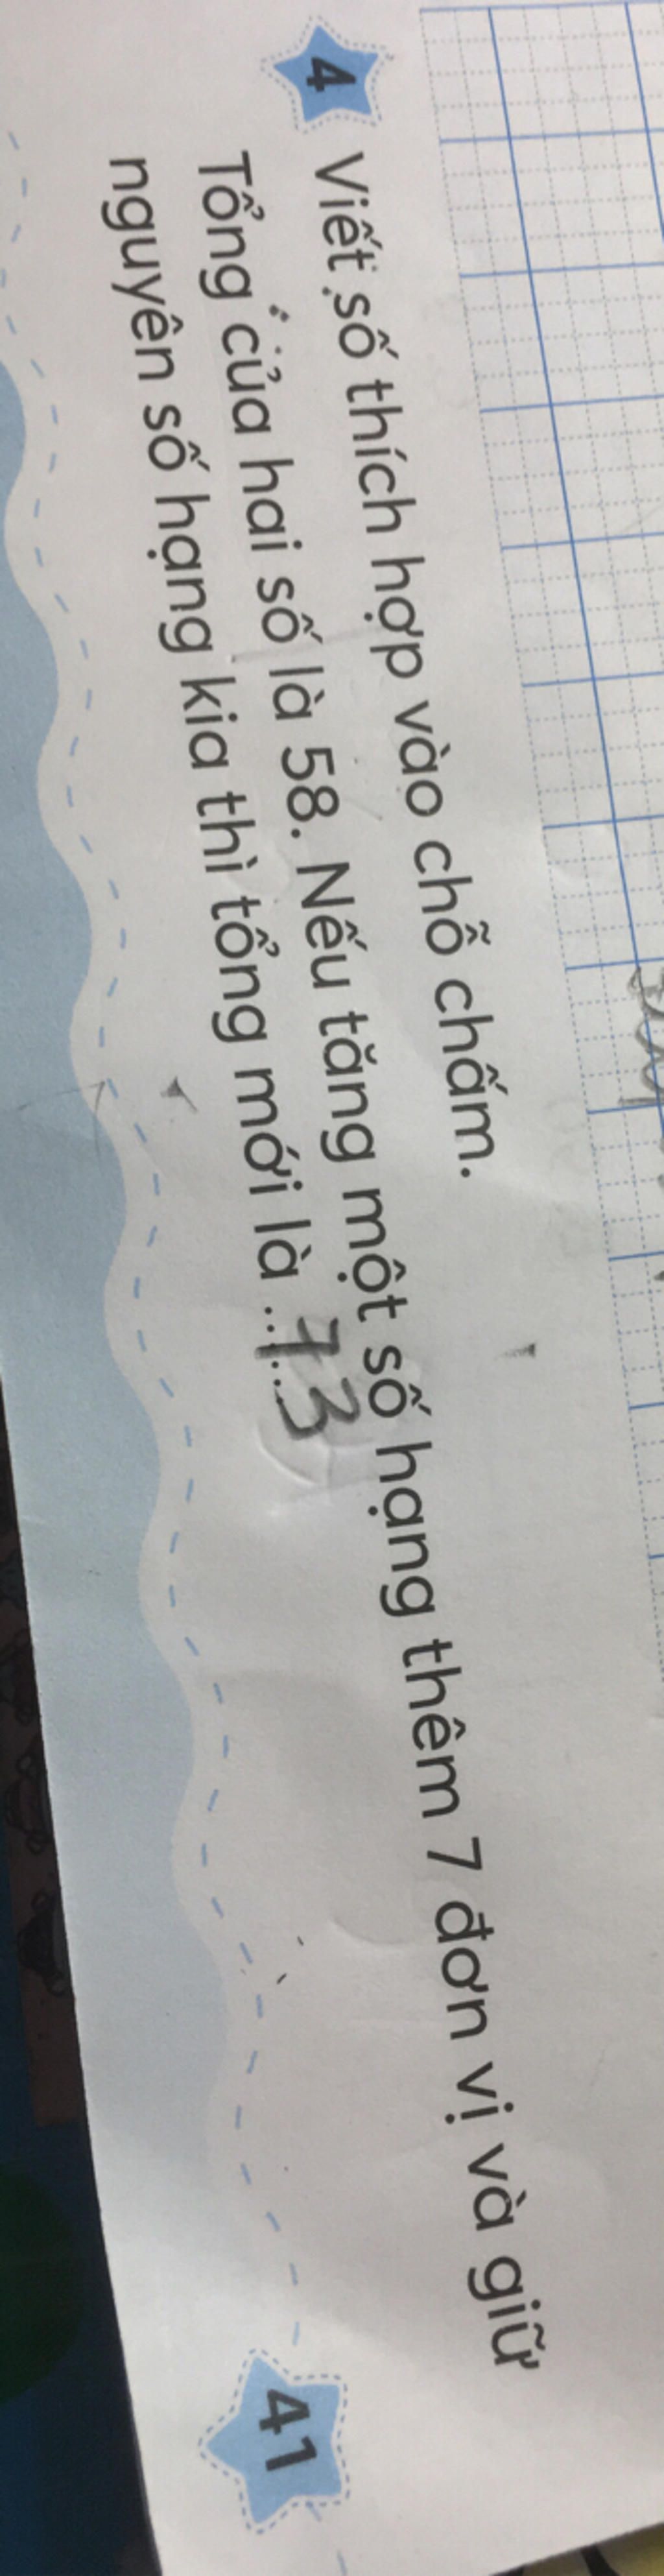 4 Viết số thích hợp vào chỗ chấm.
Tổng của hai số là 58. Nếu tăng một số hạng thêm 7 đơn vị và giữ
nguyên số hạng kia thì tổng mới là ..73..
41